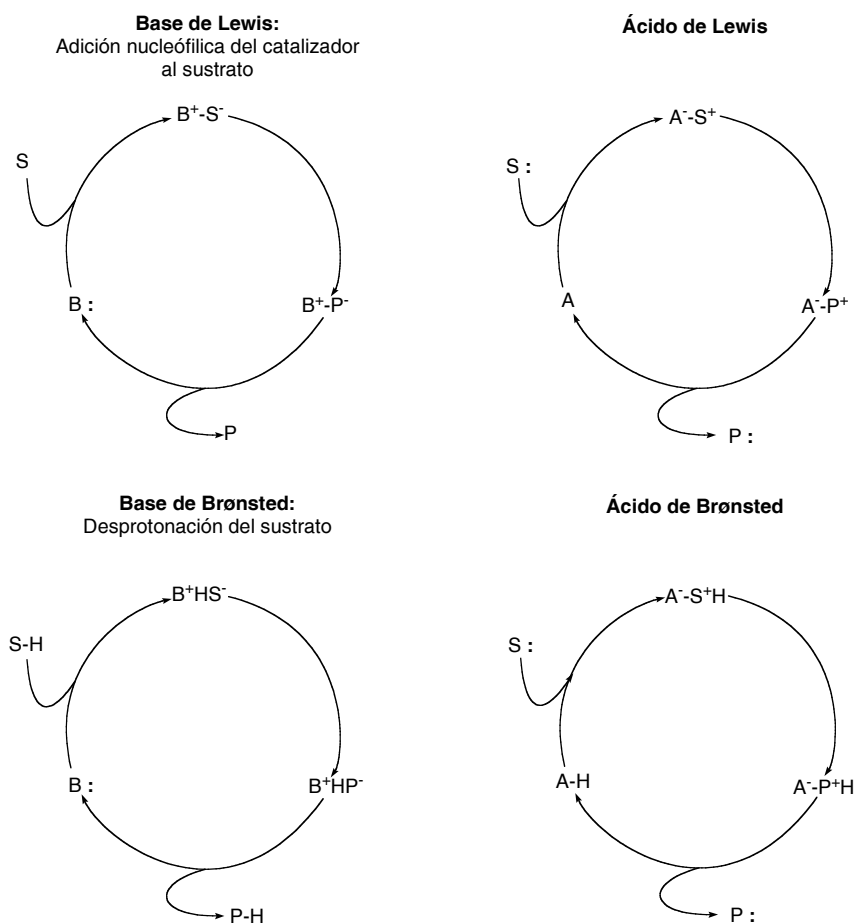 Base de Lewis:
Adición nucleófilica del catalizador
al sustrato
B⁺-S⁻
S
B :
B⁺-P⁻
P
Ácido de Lewis
A⁻-S⁺
S :
A
A⁻-P⁺
P :
Base de Brønsted:
Desprotonación del sustrato
B⁺HS⁻
S-H
B :
B⁺HP⁻
P-H
Ácido de Brønsted
A⁻-S⁺H
S :
A-H
A⁻-P⁺H
P :